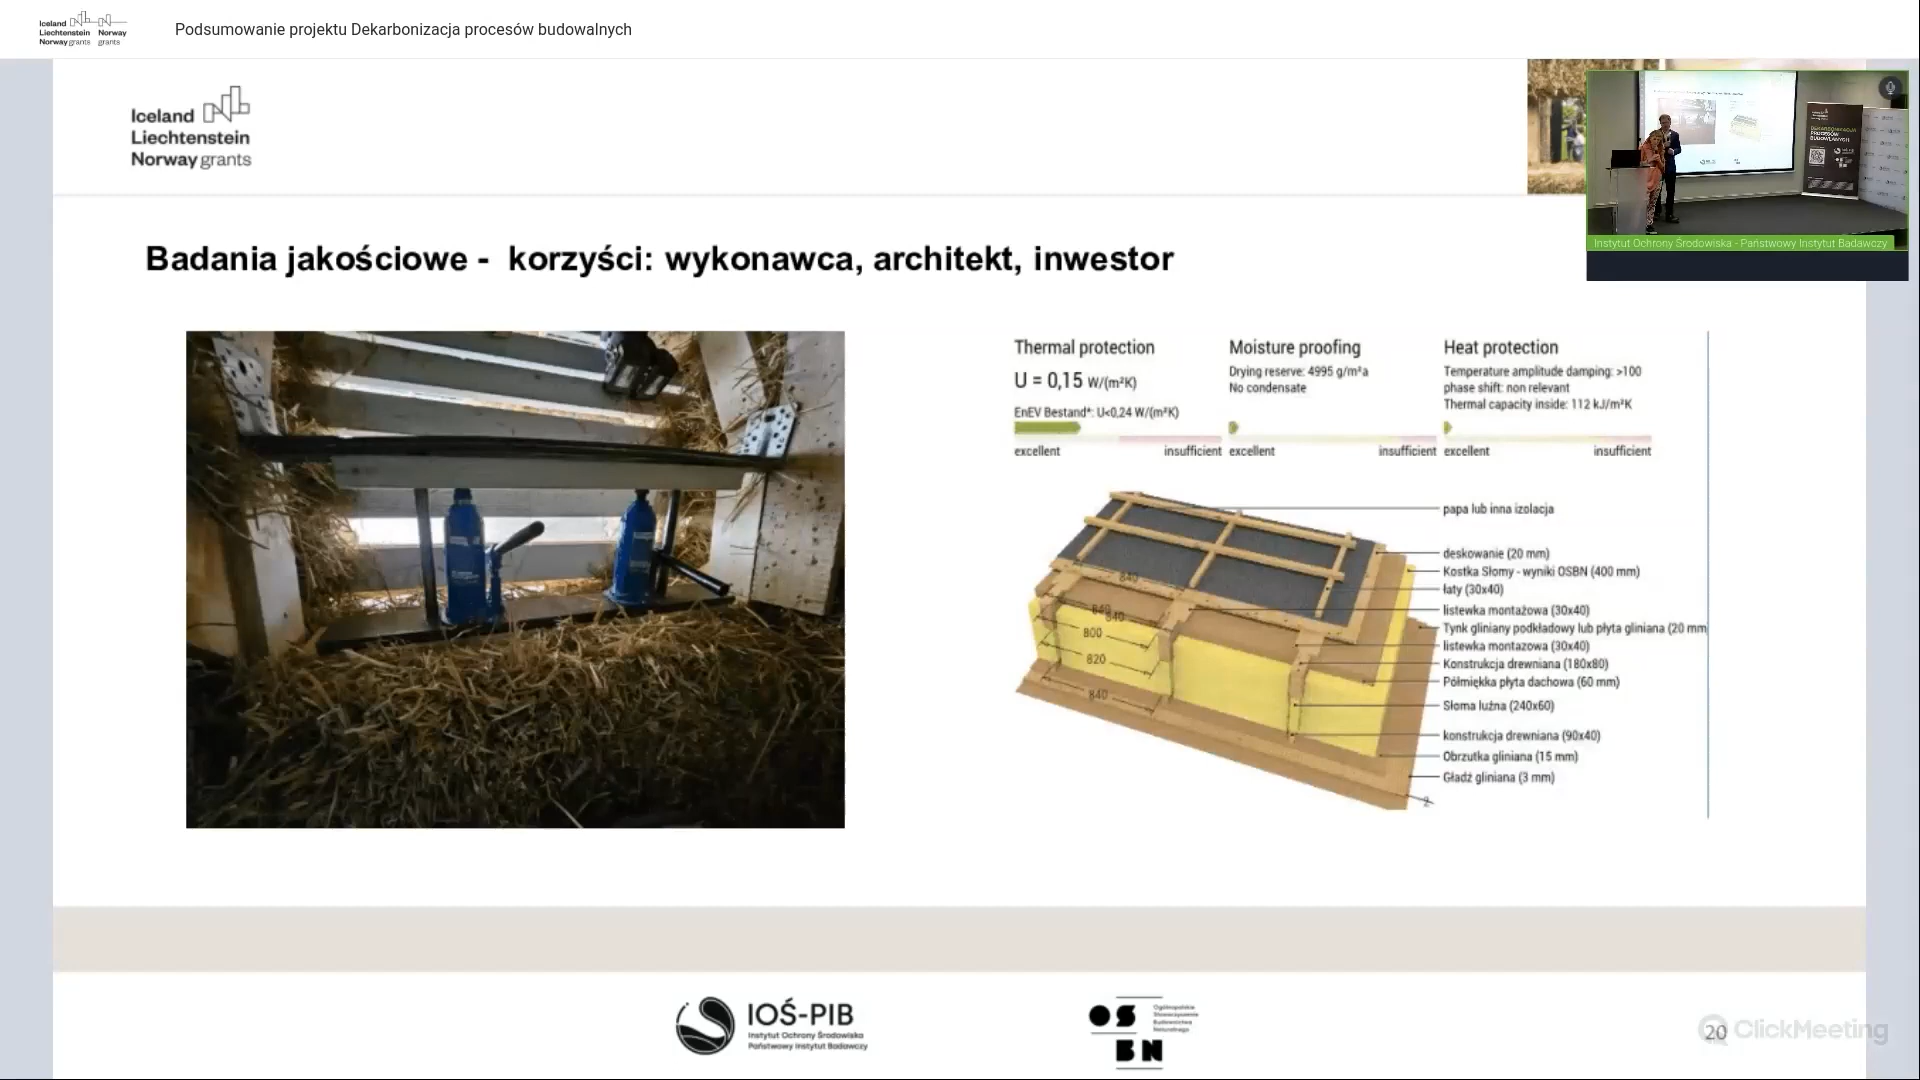 Iceland
Liechtenstein Norway
Norway grants grants
Podsumowanie projektu Dekarbonizacja procesów budowalnych
Iceland
Liechtenstein
Norway grants
Instytut Ochrony Środowiska - Państwowy Instytut Badawczy
Badania jakościowe - korzyści: wykonawca, architekt, inwestor
Thermal protection
U = 0,15 W/(m²K)
EnEV Bestand*: U<0,24 W/(m²K)
excellent insufficient
Moisture proofing
Drying reserve: 4995 g/m²a
No condensate
excellent insufficient
Heat protection
Temperature amplitude damping: >100
phase shift: non relevant
Thermal capacity inside: 112 kJ/m²K
excellent insufficient
papa lub inna izolacja
deskowanie (20 mm)
Kostka Słomy - wyniki OSBN (400 mm)
łaty (30x40)
listewka montażowa (30x40)
Tynk gliniany podkładowy lub płyta gliniana (20 mm
listewka montazowa (30x40)
Konstrukcja drewniana (180x80)
Półmiękka płyta dachowa (60 mm)
Słoma luźna (240x60)
konstrukcja drewniana (90x40)
Obrzutka gliniana (15 mm)
Gładź gliniana (3 mm)
840
840
840
800
820
840
IOŚ-PIB
Instytut Ochrony Środowiska
Państwowy Instytut Badawczy
OS
BN
Ogólnopolskie
Stowarzyszenie
Budownictwa
Naturalnego
20
ClickMeeting